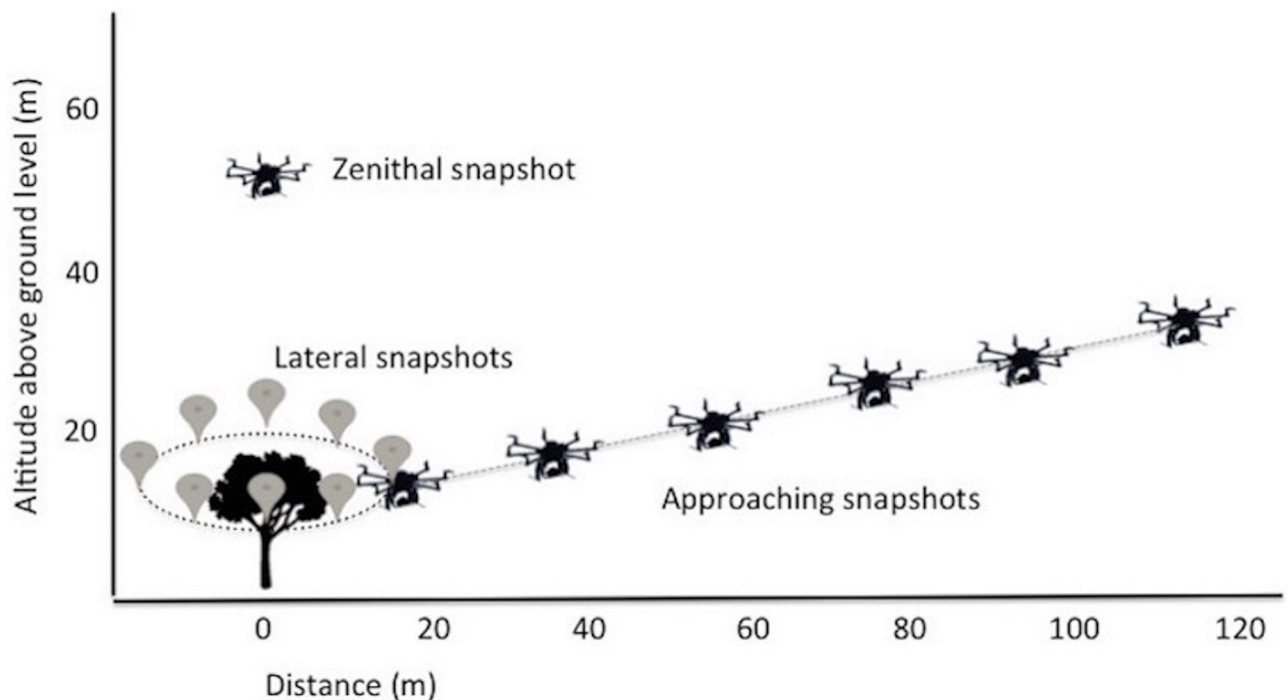 Altitude above ground level (m)
60
40
20
Zenithal snapshot
Lateral snapshots
Approaching snapshots
0 20 40 60 80 100 120
Distance (m)